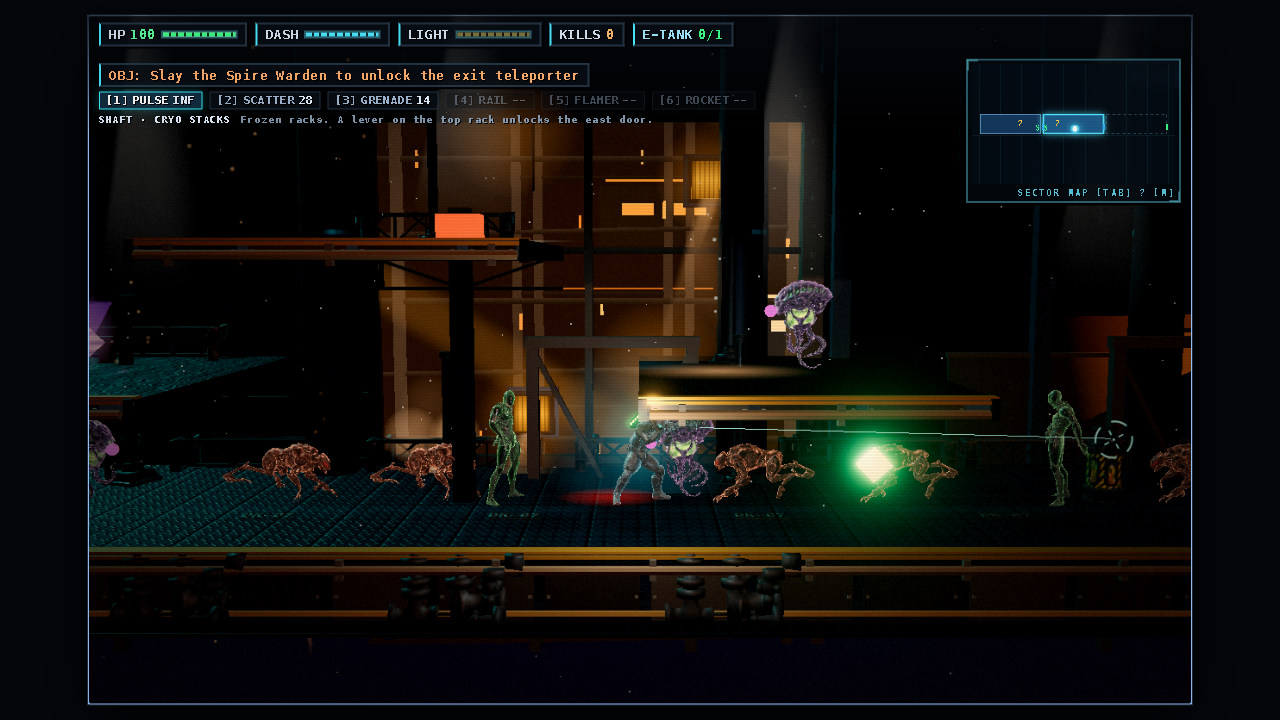 HP 100
DASH
LIGHT
KILLS 0
E-TANK 0/1
OBJ: Slay the Spire Warden to unlock the exit teleporter
[1] PULSE INF [2] SCATTER 28 [3] GRENADE 14 [4] RAIL -- [5] FLAMER -- [6] ROCKET --
SHAFT · CRYO STACKS Frozen racks. A lever on the top rack unlocks the east door.
? ?
SECTOR MAP [TAB] ? [M]